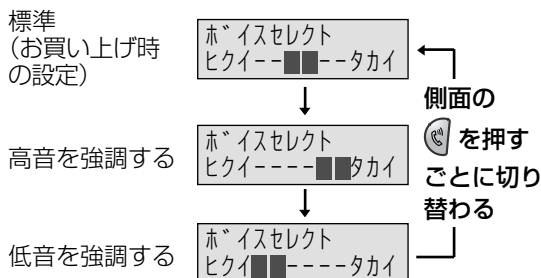 標準
(お買い上げ時
の設定)
ボイスセレクト
ヒクイ--■■--タカイ
高音を強調する
ボイスセレクト
ヒクイ----■■タカイ
低音を強調する
ボイスセレクト
ヒクイ■■----タカイ
側面の
を押す
ごとに切り
替わる